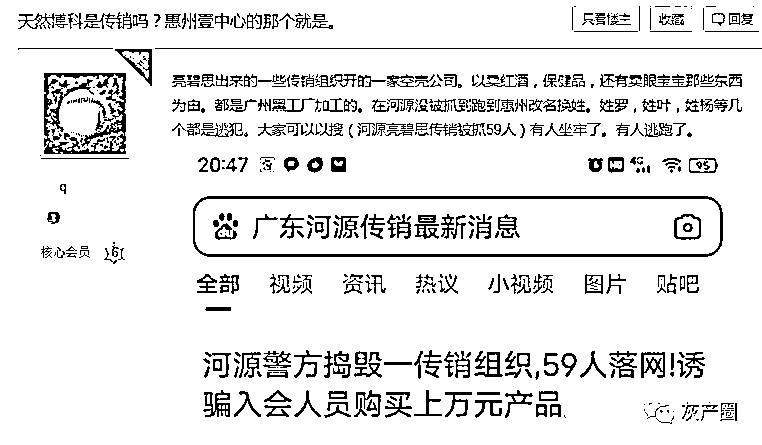 天然博科是传销吗？惠州壹中心的那个就是。
只看楼主
收藏
回复
亮碧思出来的一些传销组织开的一家空壳公司。以卖红酒，保健品，还有卖眼宝宝那些东西
为由。都是广州黑工厂加工的。在河源没被抓到跑到惠州改名换姓。姓罗，姓叶，姓杨等几
个都是逃犯。大家可以以搜（河源亮碧思传销被抓59人）有人坐牢了。有人逃跑了。
q
核心会员 6
20:47
4G
95
广东河源传销最新消息
全部 视频 资讯 热议 小视频 图片 贴吧
河源警方捣毁一传销组织,59人落网!诱
骗入会人员购买上万元产品
灰产圈